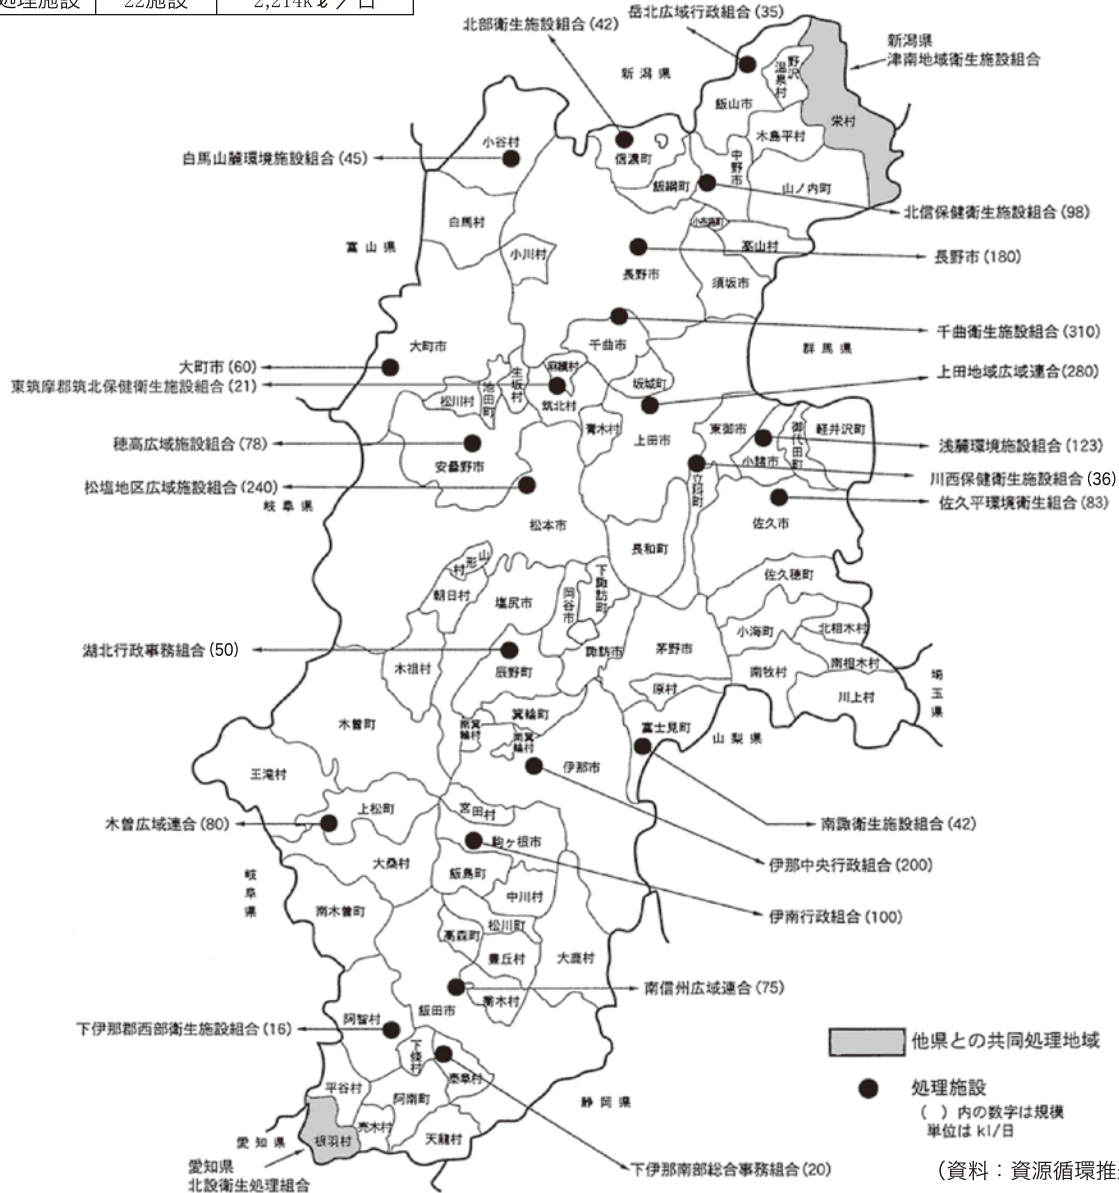 処理施設 22施設 2,214kℓ/日
岳北広域行政組合(35)
北部衛生施設組合(42)
新潟県
津南地域衛生施設組合
新潟県
野沢温泉村
飯山市
栄村
木島平村
小谷村
信濃町
中野市
白馬山麓環境施設組合(45)
飯綱町
山ノ内町
北信保健衛生施設組合(98)
白馬村
小布施町
高山村
富山県
小川村
長野市
長野市(180)
須坂市
千曲衛生施設組合(310)
大町市
千曲市
群馬県
大町市(60)
麻績村
生坂村
坂城町
上田地域広域連合(280)
東筑摩郡筑北保健衛生施設組合(21)
池田町
松川村
筑北村
青木村
上田市
東御市
御代田町
軽井沢町
穂高広域施設組合(78)
浅麓環境施設組合(123)
安曇野市
小諸市
川西保健衛生施設組合(36)
松塩地区広域施設組合(240)
立科町
佐久平環境衛生組合(83)
岐阜県
松本市
佐久市
長和町
山形村
下諏訪町
佐久穂町
朝日村
塩尻市
岡谷市
小海町
北相木村
湖北行政事務組合(50)
諏訪市
茅野市
木祖村
辰野町
南牧村
南相木村
埼玉県
原村
川上村
木曽町
箕輪町
南箕輪村
南箕輪村
富士見町
山梨県
王滝村
伊那市
上松町
宮田村
木曽広域連合(80)
駒ヶ根市
南諏衛生施設組合(42)
大桑村
飯島町
伊那中央行政組合(200)
岐阜県
中川村
南木曽町
伊南行政組合(100)
松川町
高森町
豊丘村
大鹿村
南信州広域連合(75)
喬木村
飯田市
下伊那郡西部衛生施設組合(16)
阿智村
他県との共同処理地域
下條村
泰阜村
平谷村
処理施設
阿南町
静岡県
( )内の数字は規模
単位は kl/日
売木村
愛知県
根羽村
天龍村
愛知県
北設衛生処理組合
下伊那南部総合事務組合(20)
(資料：資源循環推